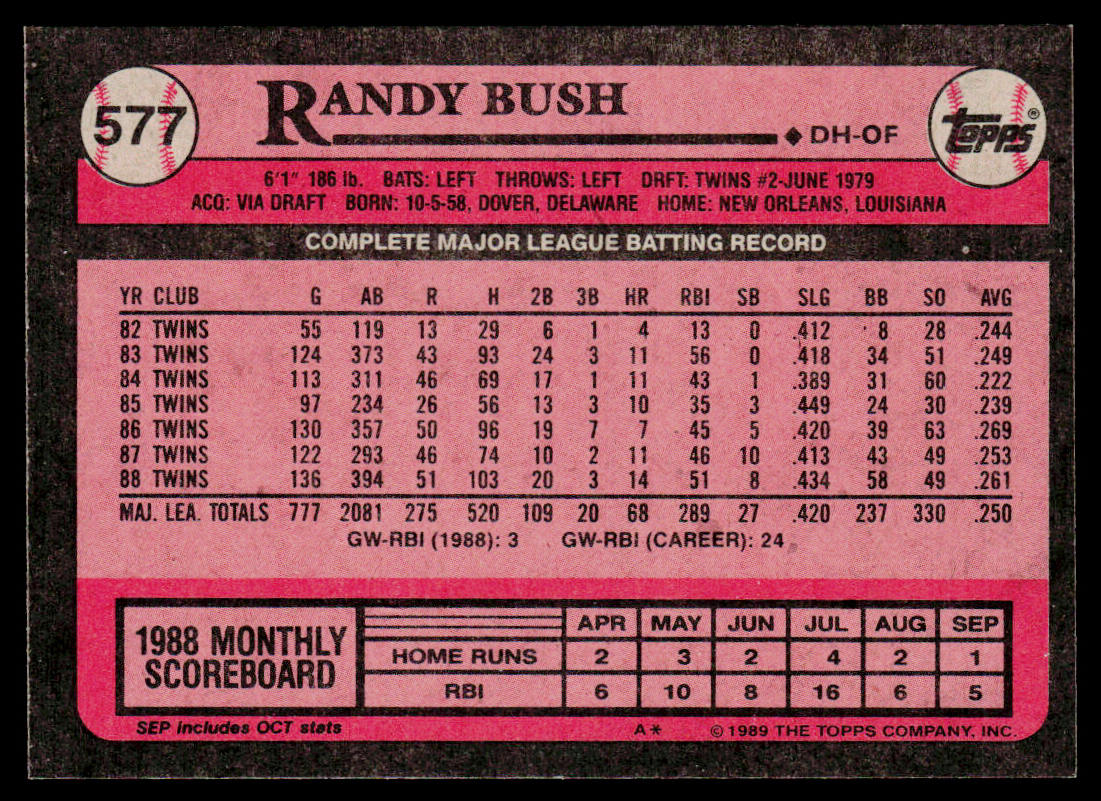 577
RANDY BUSH
◆ DH-OF
TOPPS®
6'1" 186 lb. BATS: LEFT THROWS: LEFT DRFT: TWINS #2-JUNE 1979
ACQ: VIA DRAFT BORN: 10-5-58, DOVER, DELAWARE HOME: NEW ORLEANS, LOUISIANA
COMPLETE MAJOR LEAGUE BATTING RECORD
YR CLUB G AB R H 2B 3B HR RBI SB SLG BB SO AVG
82 TWINS 55 119 13 29 6 1 4 13 0 .412 8 28 .244
83 TWINS 124 373 43 93 24 3 11 56 0 .418 34 51 .249
84 TWINS 113 311 46 69 17 1 11 43 1 .389 31 60 .222
85 TWINS 97 234 26 56 13 3 10 35 3 .449 24 30 .239
86 TWINS 130 357 50 96 19 7 7 45 5 .420 39 63 .269
87 TWINS 122 293 46 74 10 2 11 46 10 .413 43 49 .253
88 TWINS 136 394 51 103 20 3 14 51 8 .434 58 49 .261
MAJ. LEA. TOTALS 777 2081 275 520 109 20 68 289 27 .420 237 330 .250
GW-RBI (1988): 3 GW-RBI (CAREER): 24
1988 MONTHLY SCOREBOARD
APR MAY JUN JUL AUG SEP
HOME RUNS 2 3 2 4 2 1
RBI 6 10 8 16 6 5
SEP includes OCT stats A* © 1989 THE TOPPS COMPANY, INC.